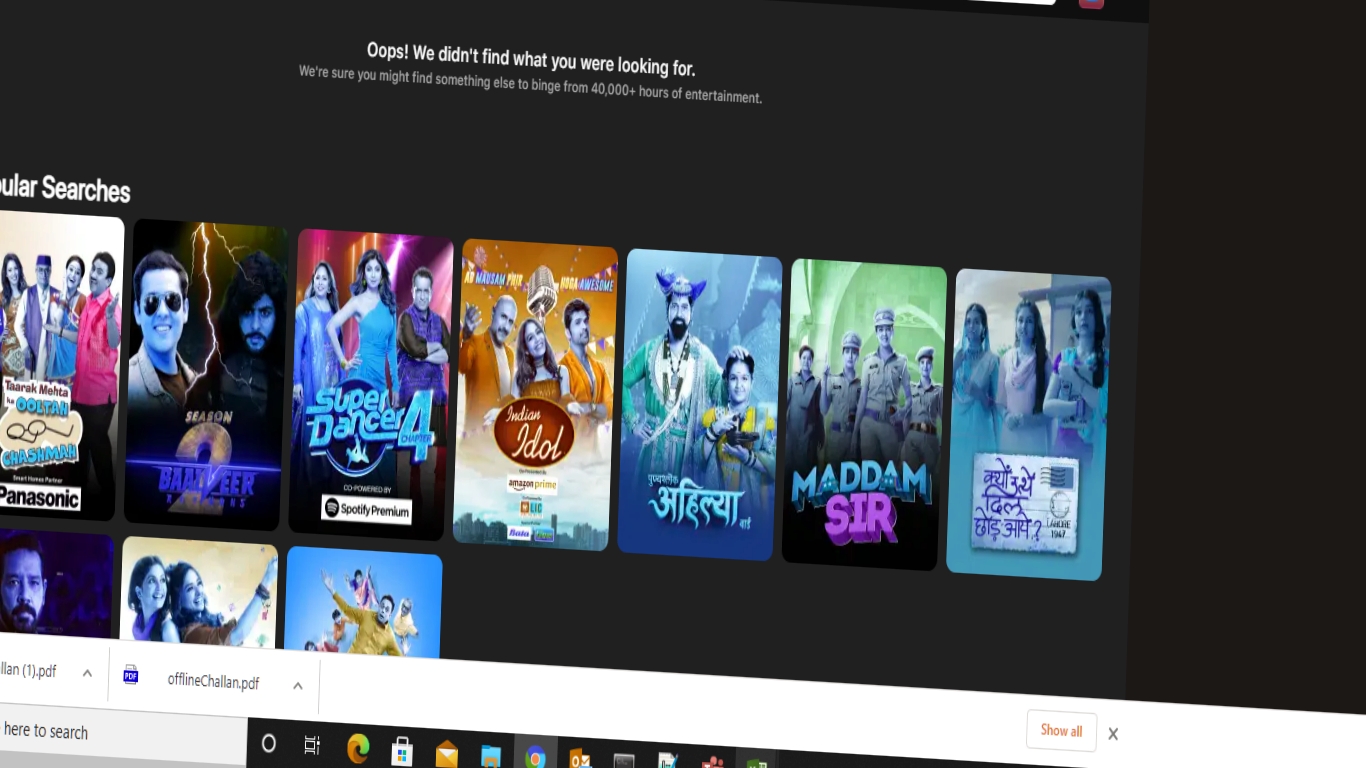 Oops! We didn't find what you were looking for.
We're sure you might find something else to binge from 40,000+ hours of entertainment.
ular Searches
Taarak Mehta
ka OOLTAH
CHASHMAH
Smart Homes Partner
Panasonic
SEASON
2
BAALVEER
RETURNS
Super
Dancer
4
CHAPTER
CO-POWERED BY
Spotify Premium
AB MAUSAM PHIR HOGA AWESOME
Indian
Idol
amazon prime
LIC
पुण्यश्लोक
अहिल्या
बाई
MADDAM
SIR
क्यों उत्थे
दिल
छोड़ आये?
LAHORE
1947
llan (1).pdf
PDF
offlineChallan.pdf
Show all
here to search